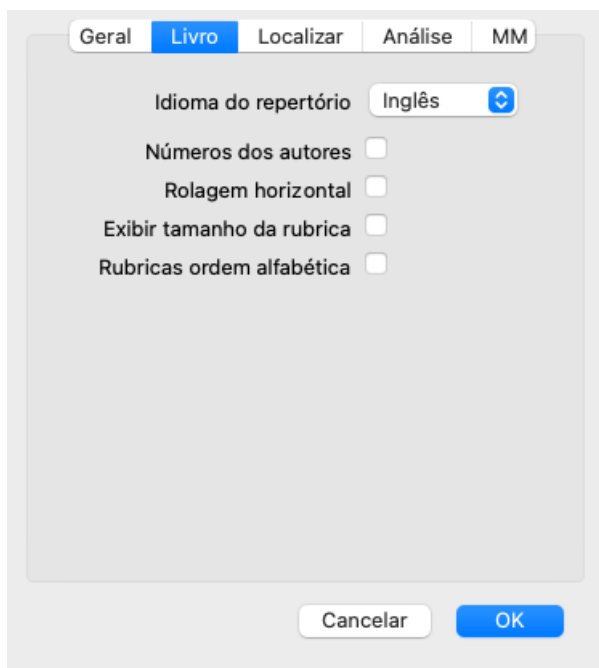 Geral Livro Localizar Análise MM
Idioma do repertório Inglês
Números dos autores
Rolagem horizontal
Exibir tamanho da rubrica
Rubricas ordem alfabética
Cancelar OK